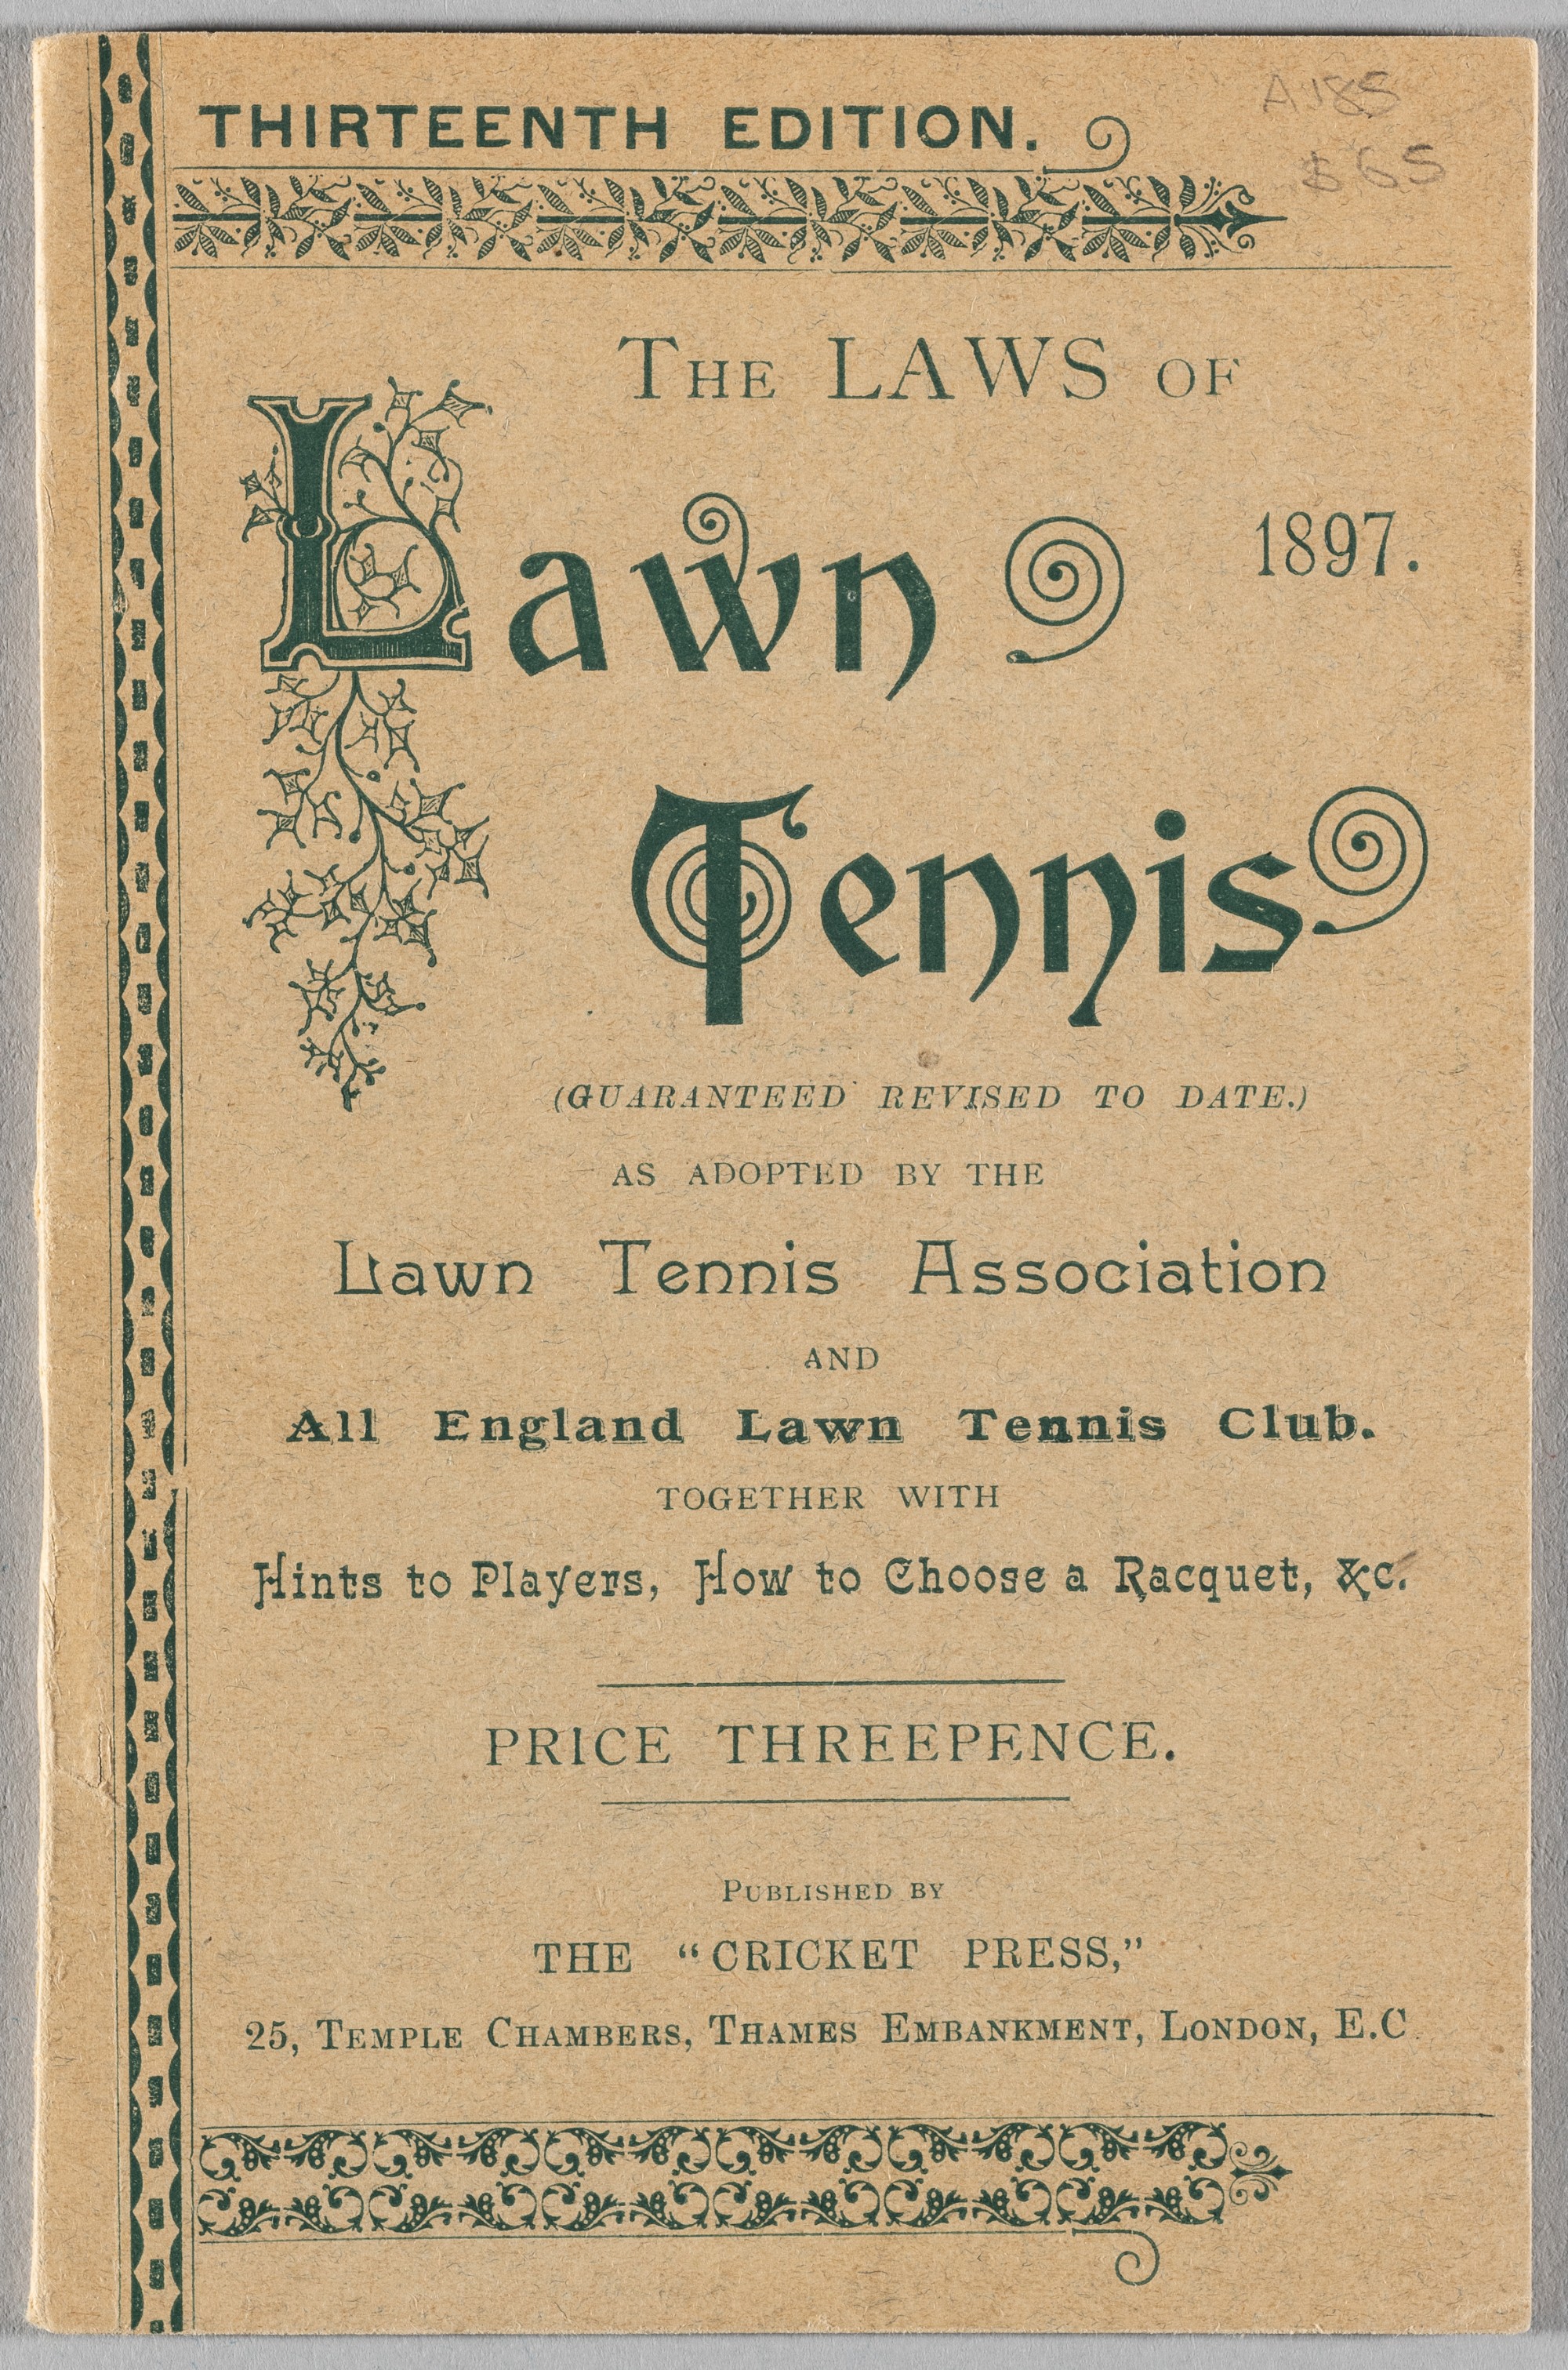 THIRTEENTH EDITION.
A185
$65
THE LAWS OF
Lawn 1897.
Tennis
(GUARANTEED REVISED TO DATE.)
AS ADOPTED BY THE
Lawn Tennis Association
AND
All England Lawn Tennis Club.
TOGETHER WITH
Hints to Players, How to Choose a Racquet, &c.
PRICE THREEPENCE.
PUBLISHED BY
THE "CRICKET PRESS,"
25, TEMPLE CHAMBERS, THAMES EMBANKMENT, LONDON, E.C.